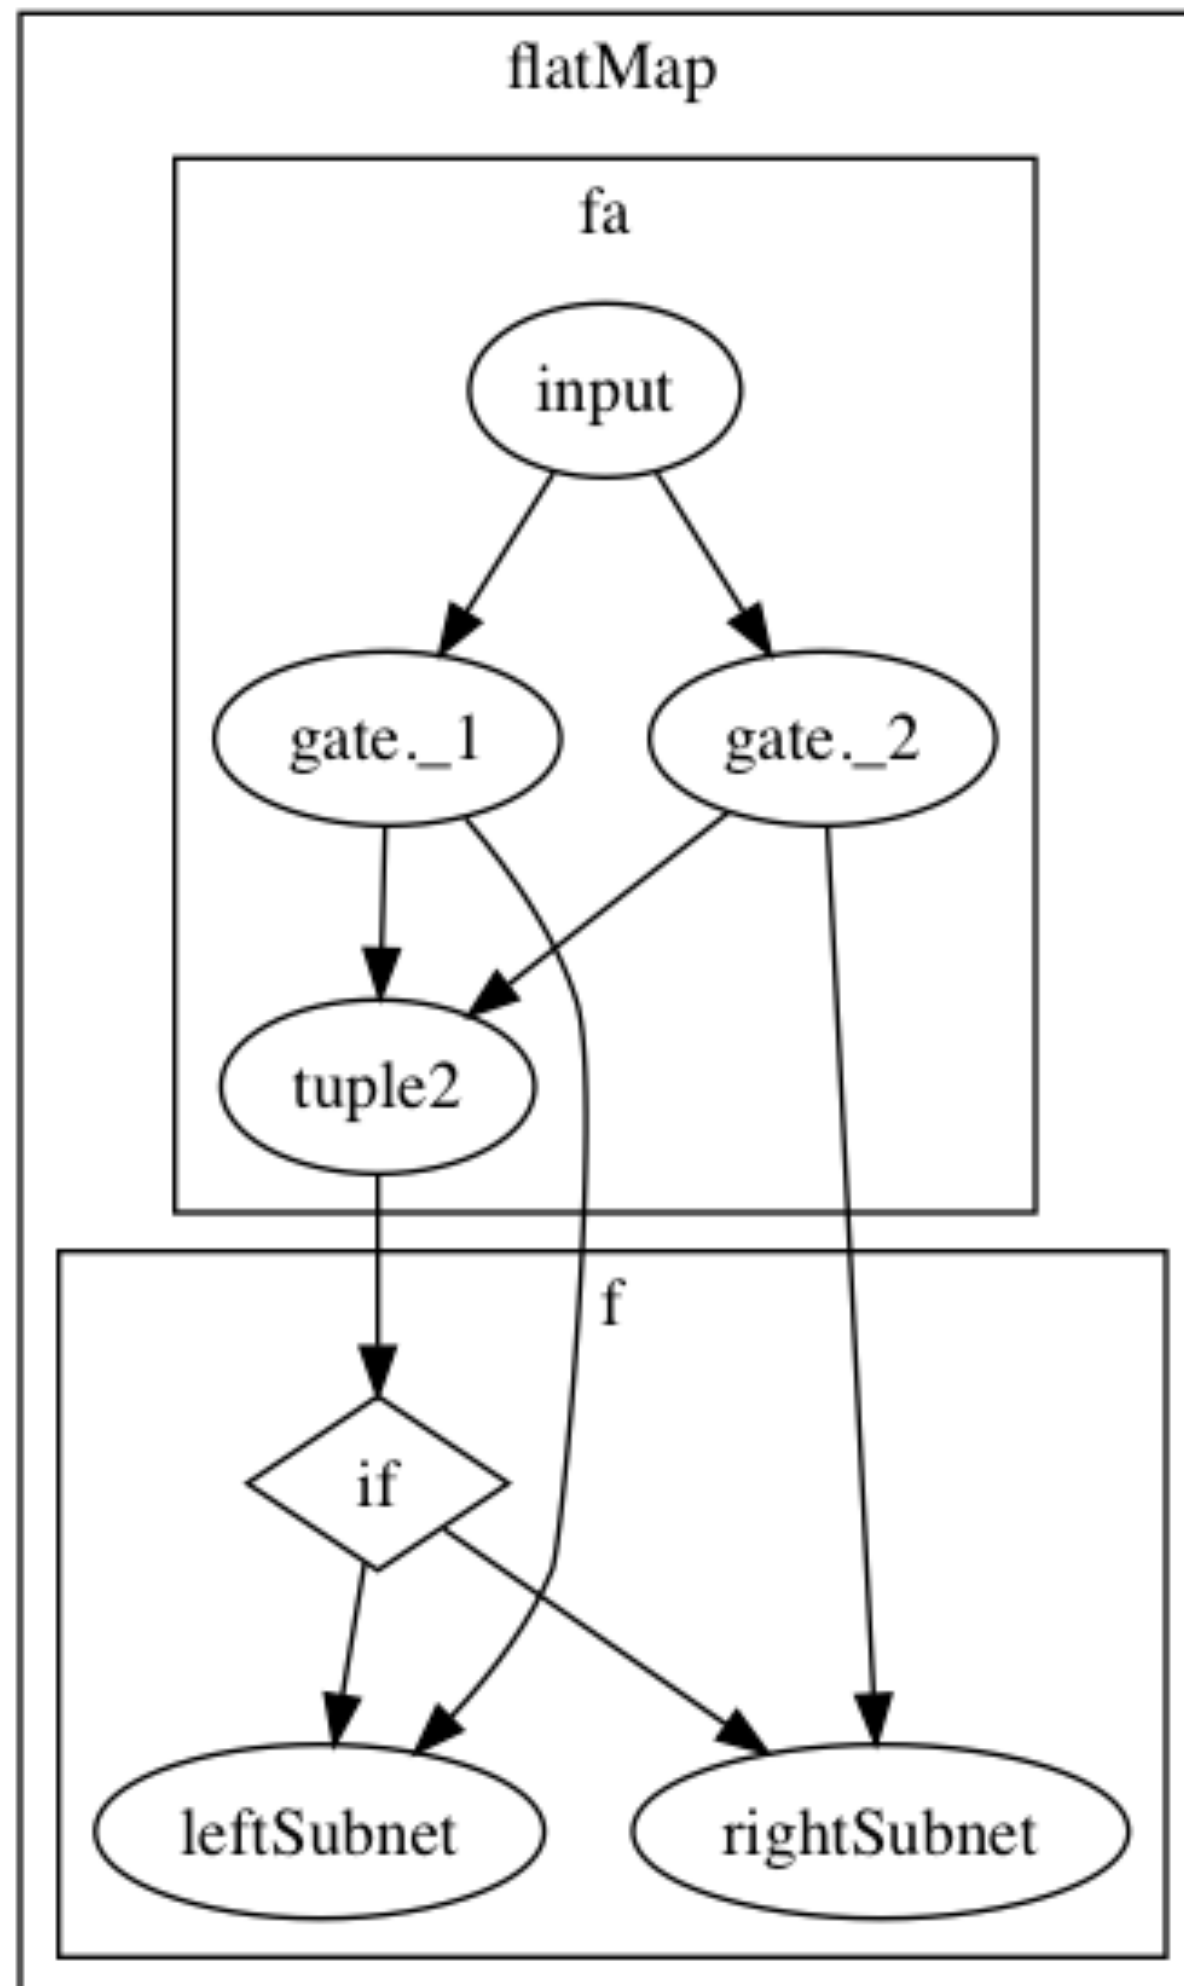 flatMap
fa
input
gate._1
gate._2
tuple2
f
if
leftSubnet
rightSubnet